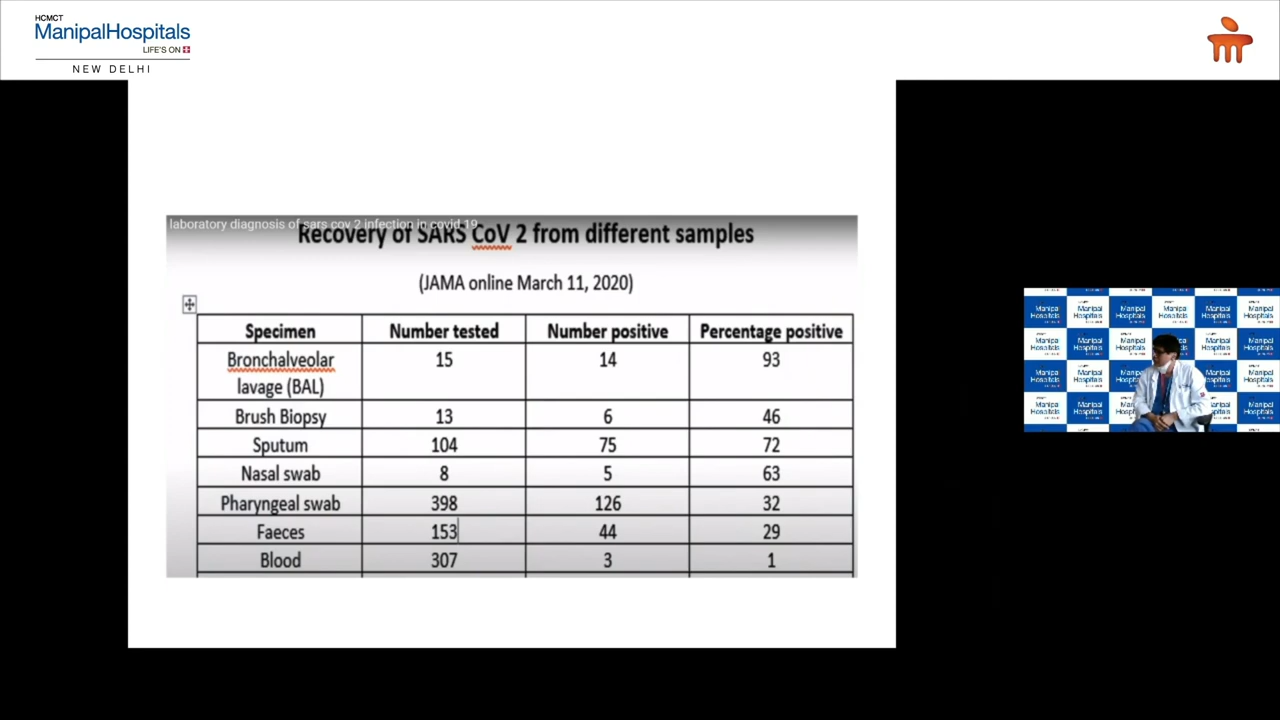 HCMCT
ManipalHospitals
LIFE'S ON
NEW DELHI
laboratory diagnosis of sars cov 2 infection in covid 19
Recovery of SARS CoV 2 from different samples
(JAMA online March 11, 2020)
Specimen Number tested Number positive Percentage positive
Bronchalveolar lavage (BAL) 15 14 93
Brush Biopsy 13 6 46
Sputum 104 75 72
Nasal swab 8 5 63
Pharyngeal swab 398 126 32
Faeces 153 44 29
Blood 307 3 1
Manipal Hospitals